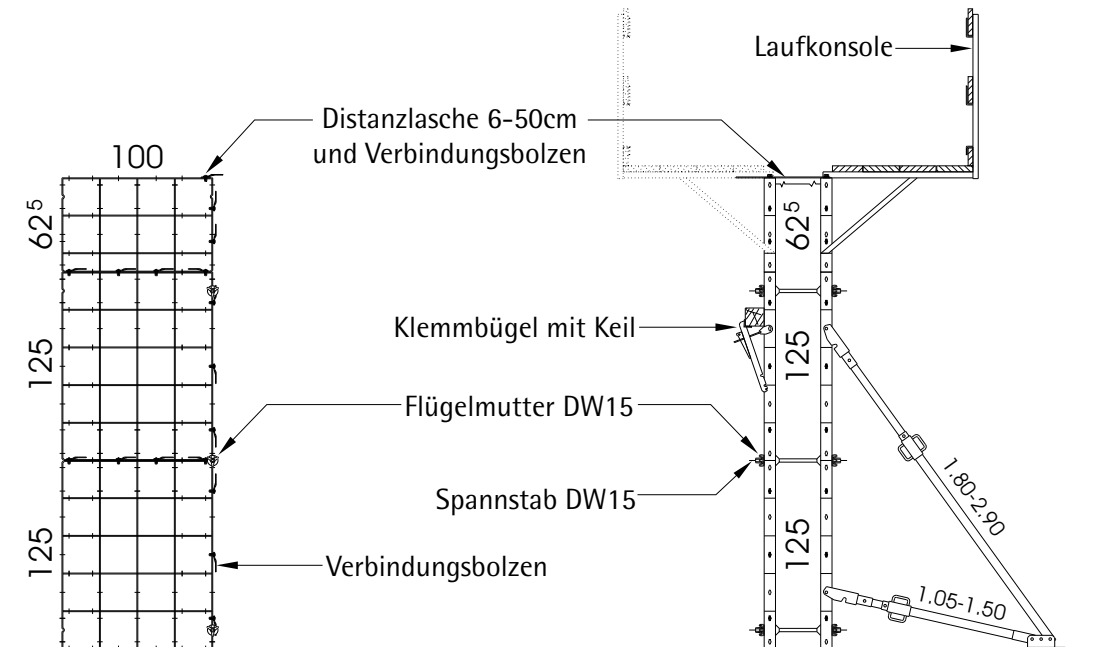 Laufkonsole
Distanzlasche 6-50cm
und Verbindungsbolzen
100
62⁵
62⁵
Klemmbügel mit Keil
125
125
Flügelmutter DW15
Spannstab DW15
1.80-2.90
125
125
Verbindungsbolzen
1.05-1.50